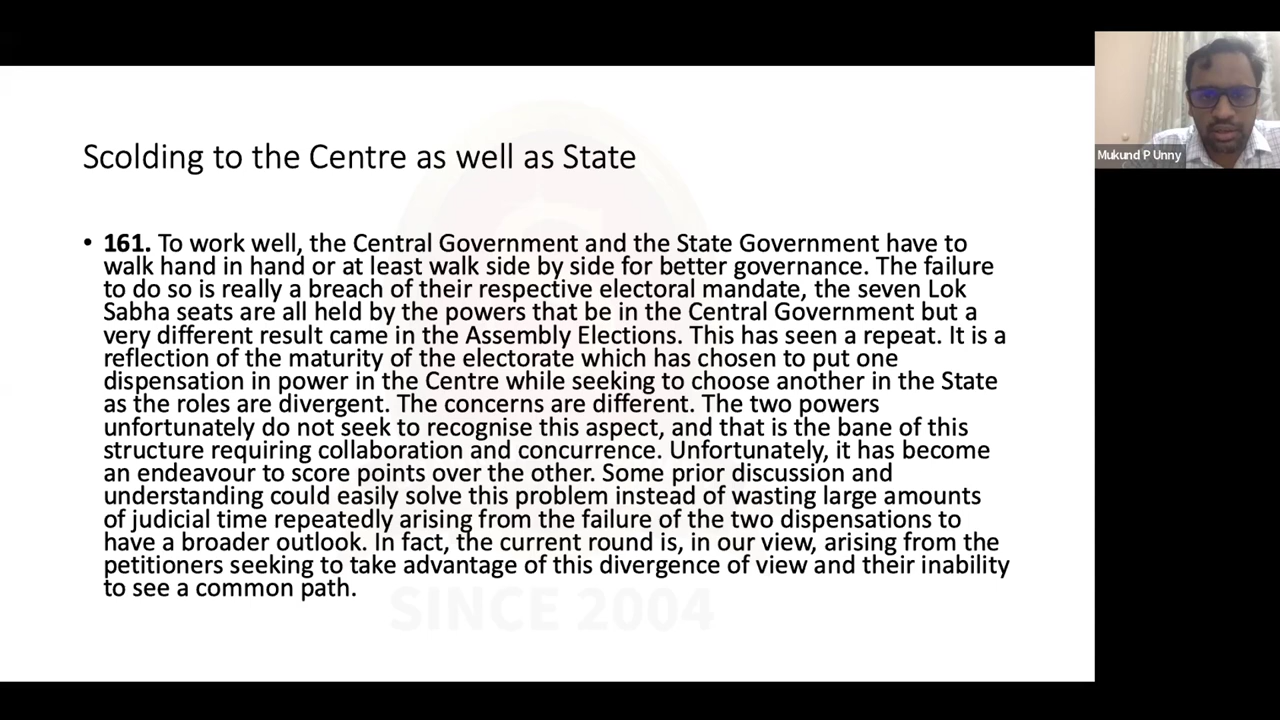 Scolding to the Centre as well as State
• 161. To work well, the Central Government and the State Government have to
walk hand in hand or at least walk side by side for better governance. The failure
to do so is really a breach of their respective electoral mandate, the seven Lok
Sabha seats are all held by the powers that be in the Central Government but a
very different result came in the Assembly Elections. This has seen a repeat. It is a
reflection of the maturity of the electorate which has chosen to put one
dispensation in power in the Centre while seeking to choose another in the State
as the roles are divergent. The concerns are different. The two powers
unfortunately do not seek to recognise this aspect, and that is the bane of this
structure requiring collaboration and concurrence. Unfortunately, it has become
an endeavour to score points over the other. Some prior discussion and
understanding could easily solve this problem instead of wasting large amounts
of judicial time repeatedly arising from the failure of the two dispensations to
have a broader outlook. In fact, the current round is, in our view, arising from the
petitioners seeking to take advantage of this divergence of view and their inability
to see a common path.
SINCE 2004
Mukund P Unny